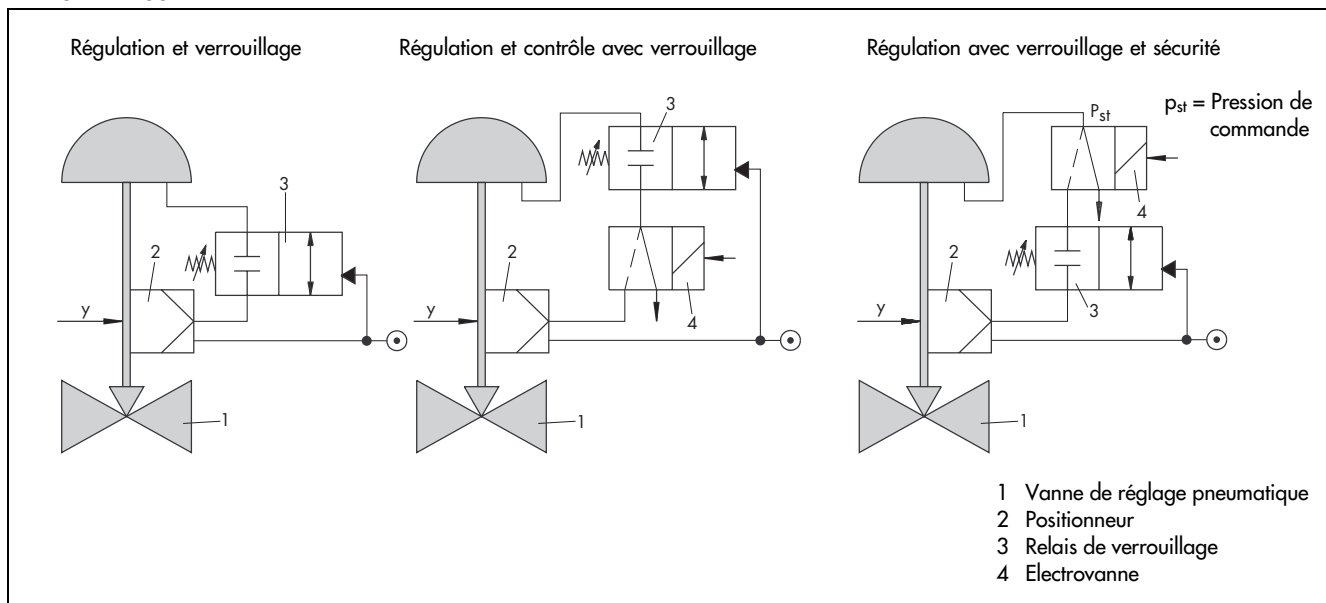 Régulation et verrouillage
Régulation et contrôle avec verrouillage
Régulation avec verrouillage et sécurité
pst = Pression de
commande
3
2
y
1
3
2
y
4
1
Pst
4
2
y
3
1
1 Vanne de réglage pneumatique
2 Positionneur
3 Relais de verrouillage
4 Electrovanne